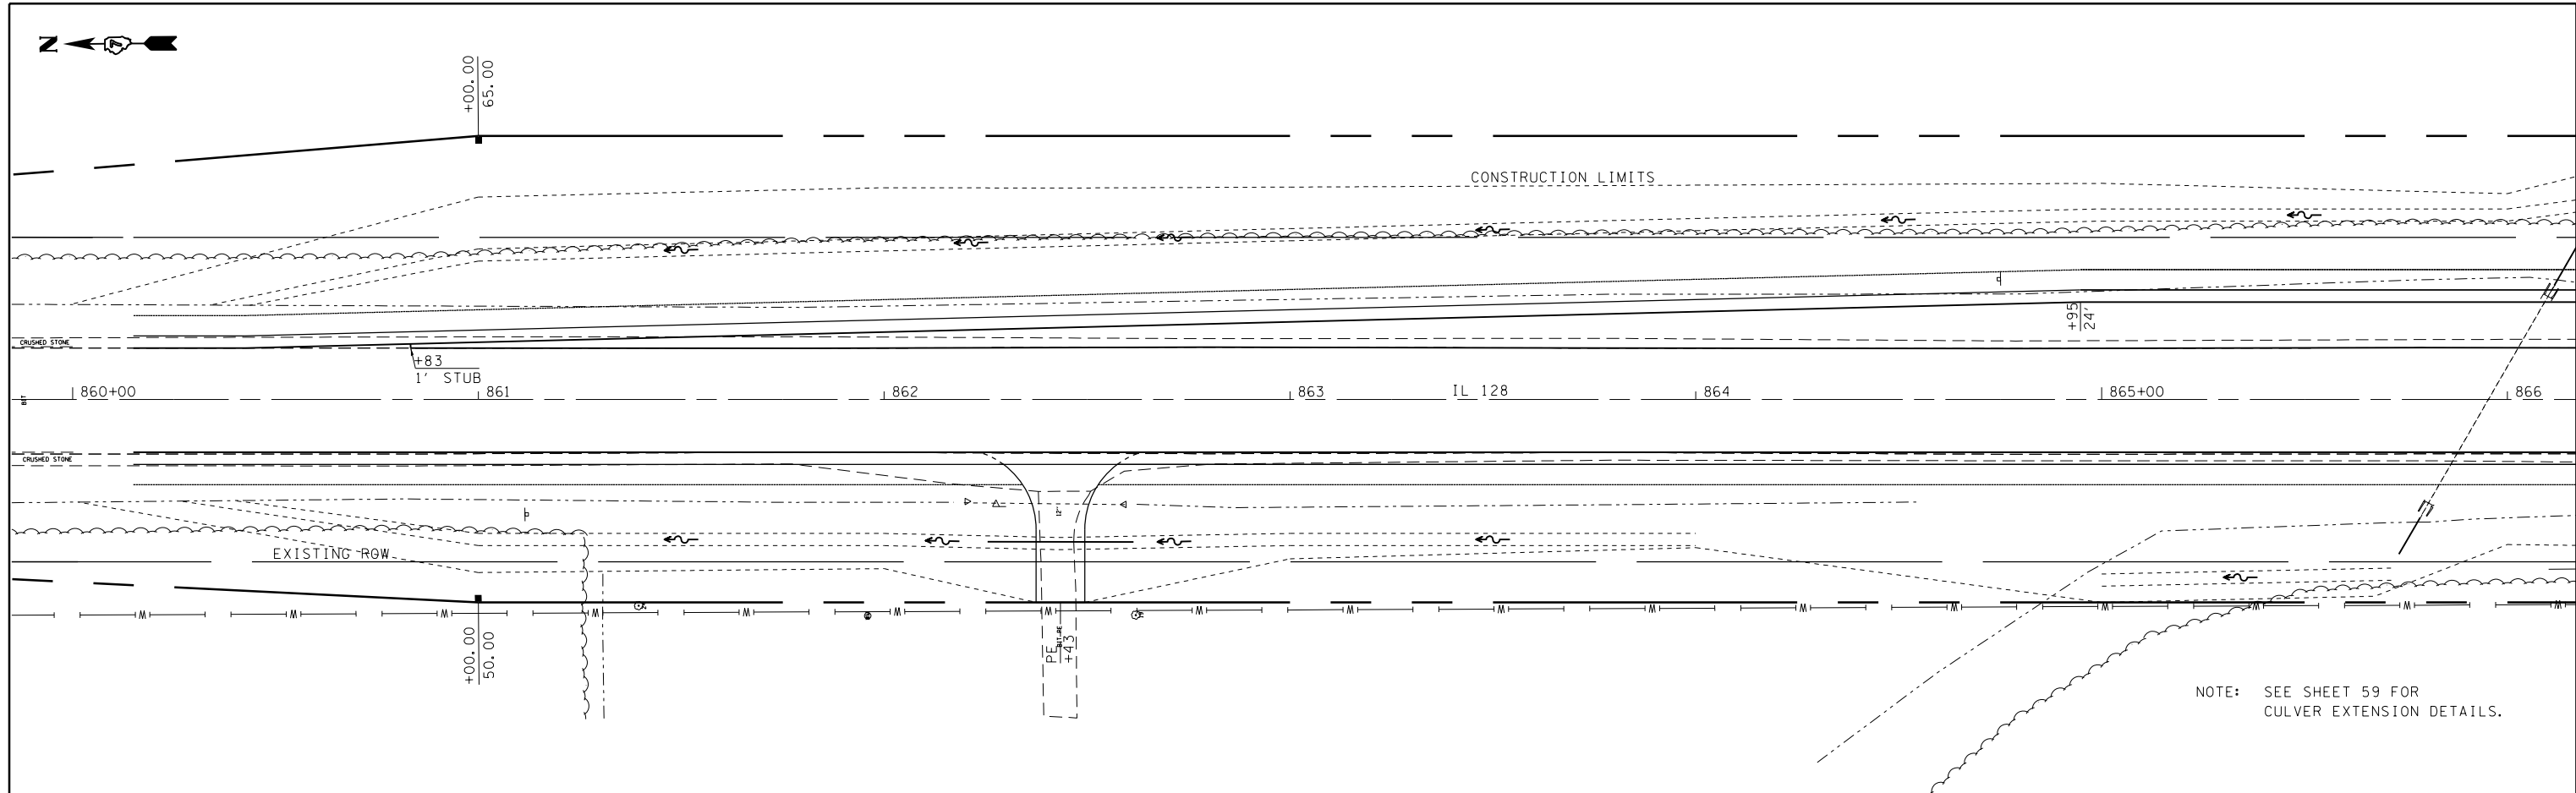 N
+00.00
65.00
CONSTRUCTION LIMITS
CRUSHED STONE
+83
1' STUB
+95
24'
BIT
860+00
861
862
863
IL 128
864
865+00
866
CRUSHED STONE
12"
EXISTING ROW
W W W W W W W W W W W W W W W W W
+00.00
50.00
PE
+43
NOTE: SEE SHEET 59 FOR
CULVER EXTENSION DETAILS.